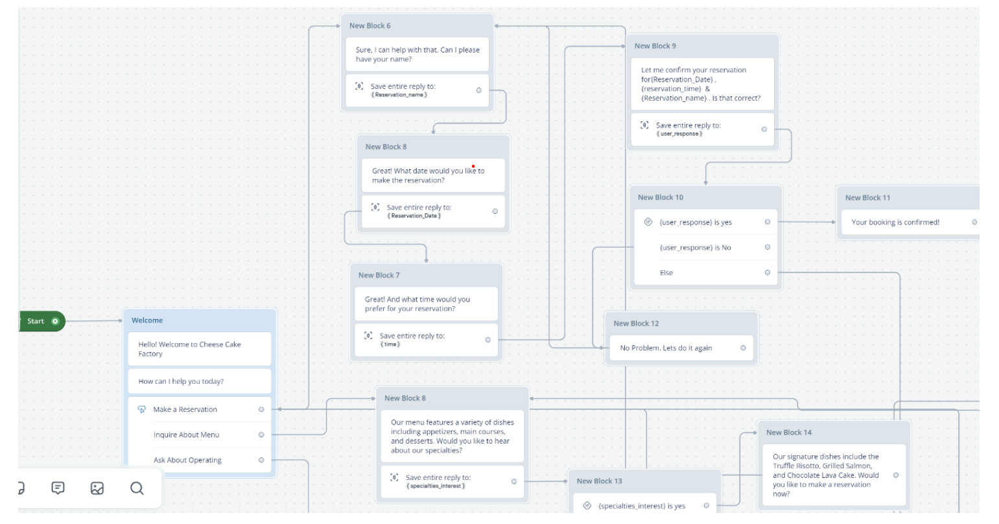 Start
Welcome
Hello! Welcome to Cheese Cake
Factory
How can I help you today?
Make a Reservation
Inquire About Menu
Ask About Operating
New Block 6
Sure, I can help with that. Can I please
have your name?
Save entire reply to:
{Reservation_name}
New Block 8
Great! What date would you like to
make the reservation?
Save entire reply to:
{Reservation_Date}
New Block 7
Great! And what time would you
prefer for your reservation?
Save entire reply to:
{time}
New Block 8
Our menu features a variety of dishes
including appetizers, main courses,
and desserts. Would you like to hear
about our specialties?
Save entire reply to:
{specialties_interest}
New Block 9
Let me confirm your reservation
for{Reservation_Date} ,
{reservation_time} &
{Reservation_name} . Is that correct?
Save entire reply to:
{user_response}
New Block 10
IF
{user_response} is yes
{user_response} is No
Else
New Block 11
Your booking is confirmed!
New Block 12
No Problem. Lets do it again
New Block 13
IF
{specialties_interest} is yes
New Block 14
Our signature dishes include the
Truffle Risotto, Grilled Salmon,
and Chocolate Lava Cake. Would
you like to make a reservation
now?